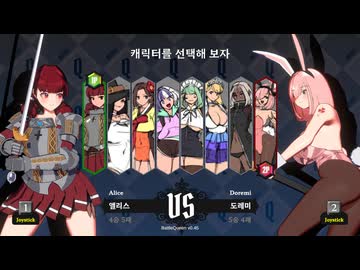 캐릭터를 선택해 보자
1P
2P
Alice
앨리스
4승 5패
VS
Doremi
도레미
5승 4패
BattleQueen v0.45
1
Joystick
2
Joystick